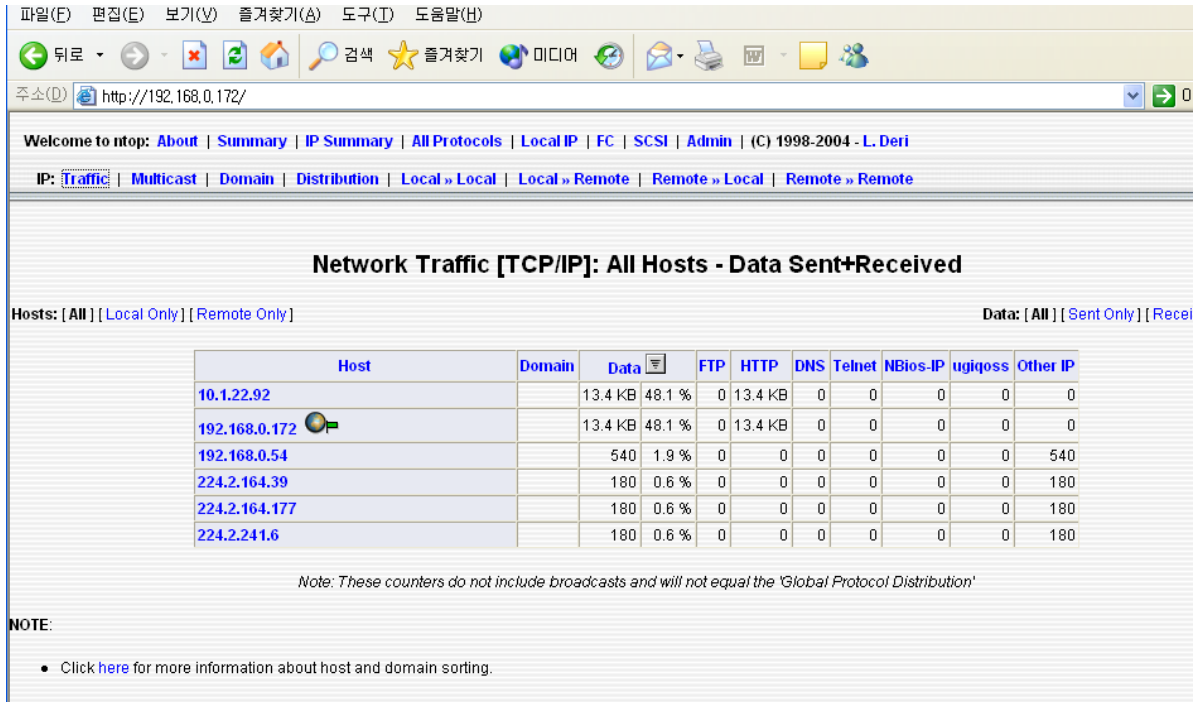 파일(F) 편집(E) 보기(V) 즐겨찾기(A) 도구(T) 도움말(H)
뒤로 검색 즐겨찾기 미디어
주소(D) http://192.168.0.172/
Welcome to ntop: About | Summary | IP Summary | All Protocols | Local IP | FC | SCSI | Admin | (C) 1998-2004 - L. Deri
IP: Traffic | Multicast | Domain | Distribution | Local » Local | Local » Remote | Remote » Local | Remote » Remote
Network Traffic [TCP/IP]: All Hosts - Data Sent+Received
Hosts: [ All ] [ Local Only ] [ Remote Only ] Data: [ All ] [ Sent Only ] [
Host Domain Data FTP HTTP DNS Telnet NBios-IP ugiqoss Other IP
10.1.22.92 13.4 KB 48.1 % 0 13.4 KB 0 0 0 0 0
192.168.0.172 13.4 KB 48.1 % 0 13.4 KB 0 0 0 0 0
192.168.0.54 540 1.9 % 0 0 0 0 0 0 540
224.2.164.39 180 0.6 % 0 0 0 0 0 0 180
224.2.164.177 180 0.6 % 0 0 0 0 0 0 180
224.2.241.6 180 0.6 % 0 0 0 0 0 0 180
Note: These counters do not include broadcasts and will not equal the 'Global Protocol Distribution'
NOTE:
• Click here for more information about host and domain sorting.